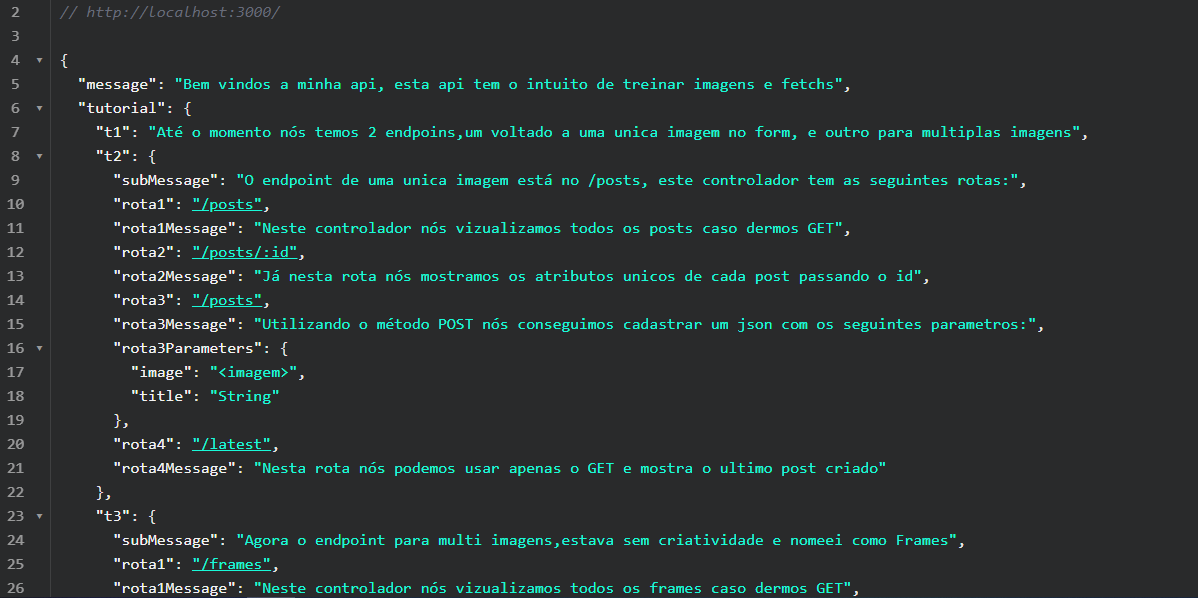 2 // http://localhost:3000/
3
4 {
5 "message": "Bem vindos a minha api, esta api tem o intuito de treinar imagens e fetchs",
6 "tutorial": {
7 "t1": "Até o momento nós temos 2 endpoins,um voltado a uma unica imagem no form, e outro para multiplas imagens",
8 "t2": {
9 "subMessage": "O endpoint de uma unica imagem está no /posts, este controlador tem as seguintes rotas:",
10 "rota1": "/posts",
11 "rota1Message": "Neste controlador nós vizualizamos todos os posts caso dermos GET",
12 "rota2": "/posts/:id",
13 "rota2Message": "Já nesta rota nós mostramos os atributos unicos de cada post passando o id",
14 "rota3": "/posts",
15 "rota3Message": "Utilizando o método POST nós conseguimos cadastrar um json com os seguintes parametros:",
16 "rota3Parameters": {
17 "image": "<imagem>",
18 "title": "String"
19 },
20 "rota4": "/latest",
21 "rota4Message": "Nesta rota nós podemos usar apenas o GET e mostra o ultimo post criado"
22 },
23 "t3": {
24 "subMessage": "Agora o endpoint para multi imagens,estava sem criatividade e nomeei como Frames",
25 "rota1": "/frames",
26 "rota1Message": "Neste controlador nós vizualizamos todos os frames caso dermos GET",